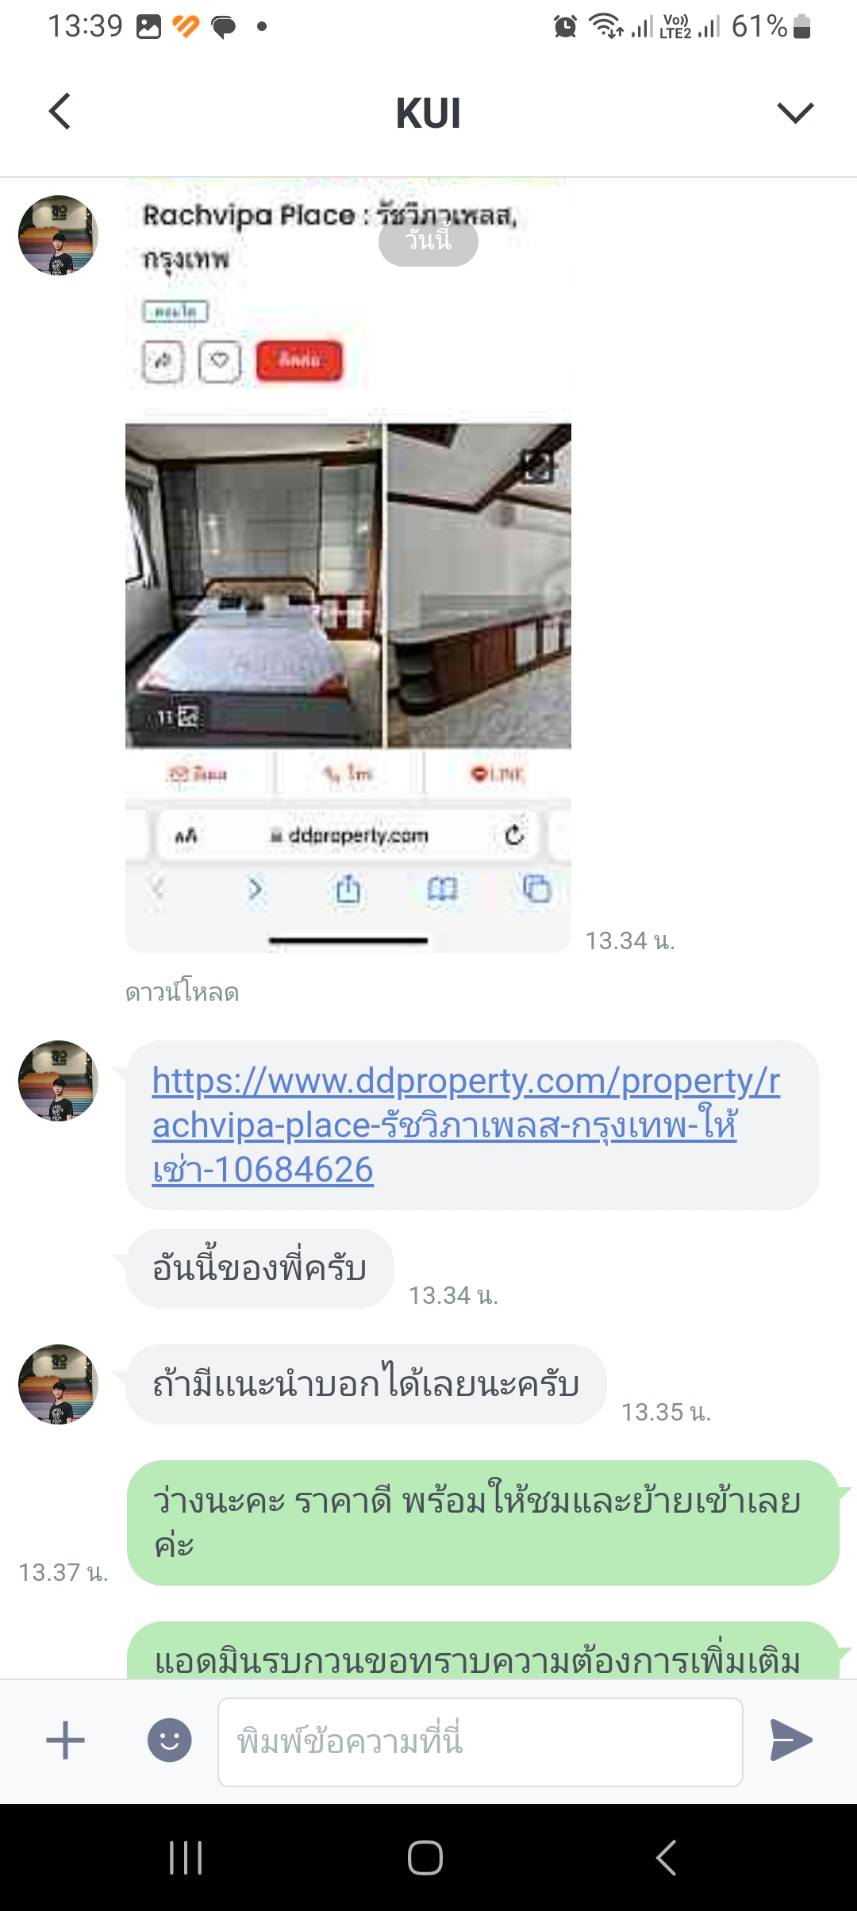 13:39
Vo))
LTE2
61%
KUI
Rachvipa Place : รัชวิภาเพลส,
วันนี้
กรุงเทพ
คอนโด
ติดต่อ
11
อีเมล
โทร
LINE
AA
ddproperty.com
13.34 น.
ดาวน์โหลด
https://www.ddproperty.com/property/r
achvipa-place-รัชวิภาเพลส-กรุงเทพ-ให้
เช่า-10684626
อันนี้ของพี่ครับ
13.34 น.
ถ้ามีแนะนำบอกได้เลยนะครับ
13.35 น.
ว่างนะคะ ราคาดี พร้อมให้ชมและย้ายเข้าเลย
ค่ะ
13.37 น.
แอดมินรบกวนขอทราบความต้องการเพิ่มเติม
พิมพ์ข้อความที่นี่